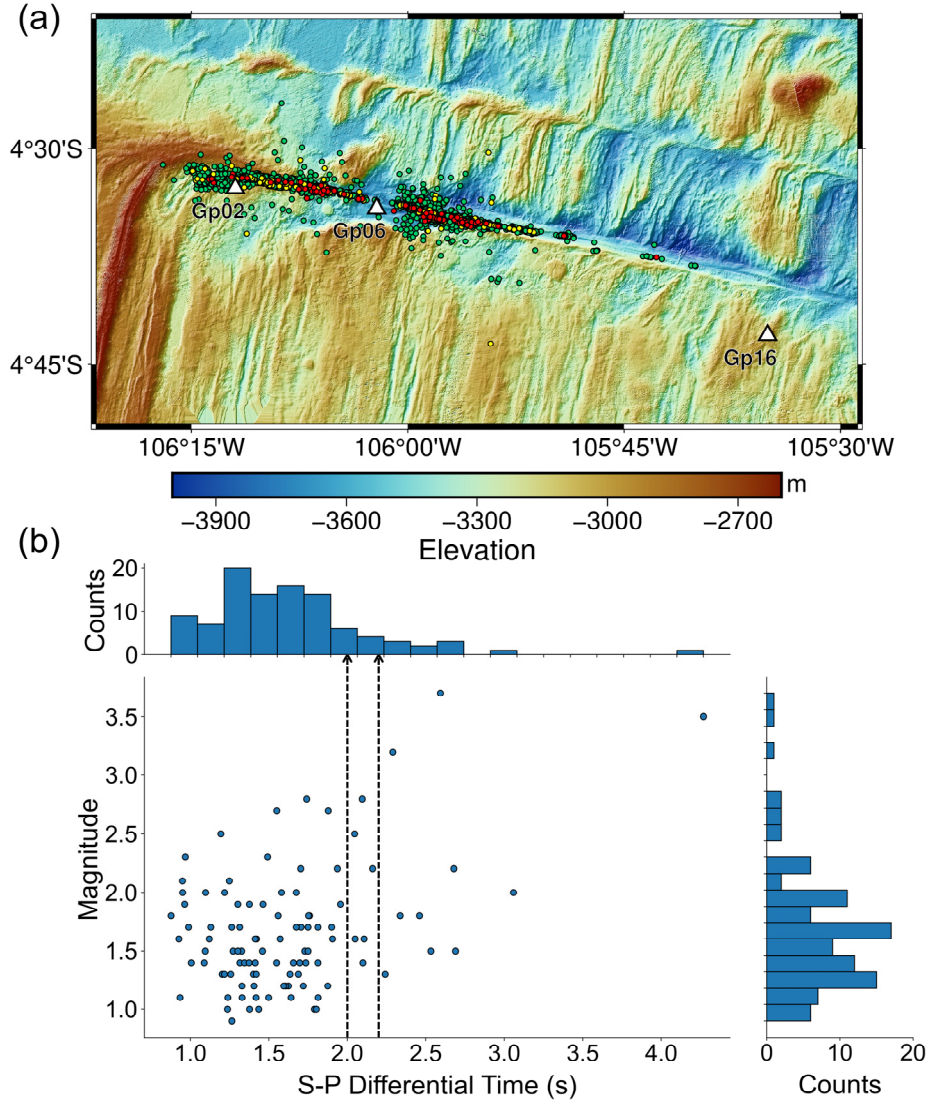 (a)
4°30'S
Gp02
Gp06
Gp16
4°45'S
106°15'W 106°00'W 105°45'W 105°30'W
m
−3900 −3600 −3300 −3000 −2700
Elevation
(b)
Counts
20
10
0
Magnitude
3.5
3.0
2.5
2.0
1.5
1.0
1.0 1.5 2.0 2.5 3.0 3.5 4.0
S-P Differential Time (s)
0 10 20
Counts